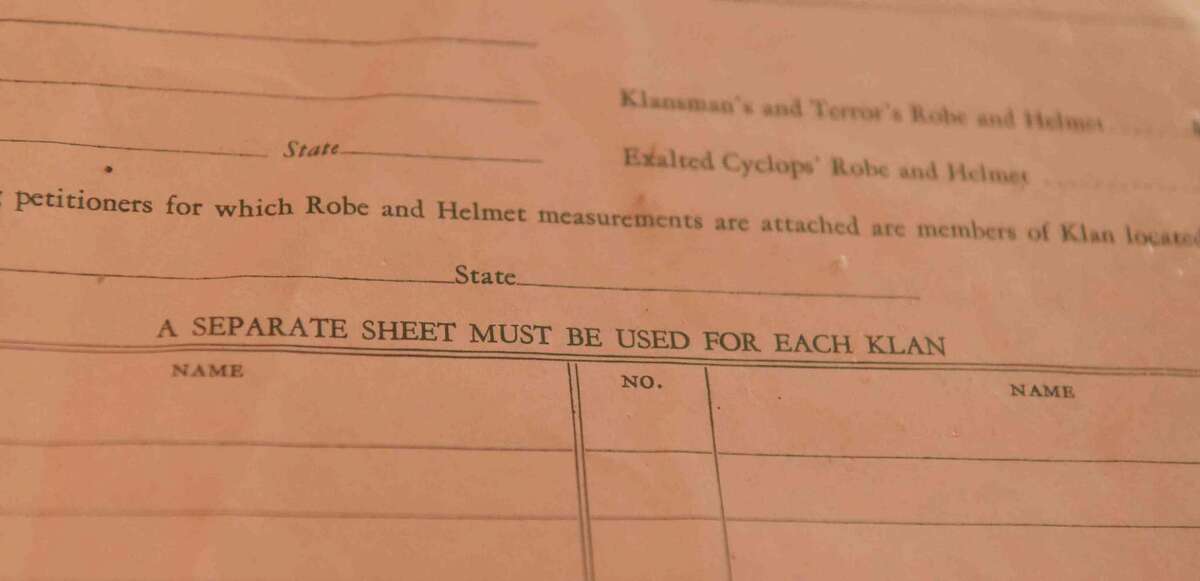 Klansman's and Terror's Robe and Helmet
State
Exalted Cyclops' Robe and Helmet
petitioners for which Robe and Helmet measurements are attached are members of Klan located
State
A SEPARATE SHEET MUST BE USED FOR EACH KLAN
NAME NO. NAME